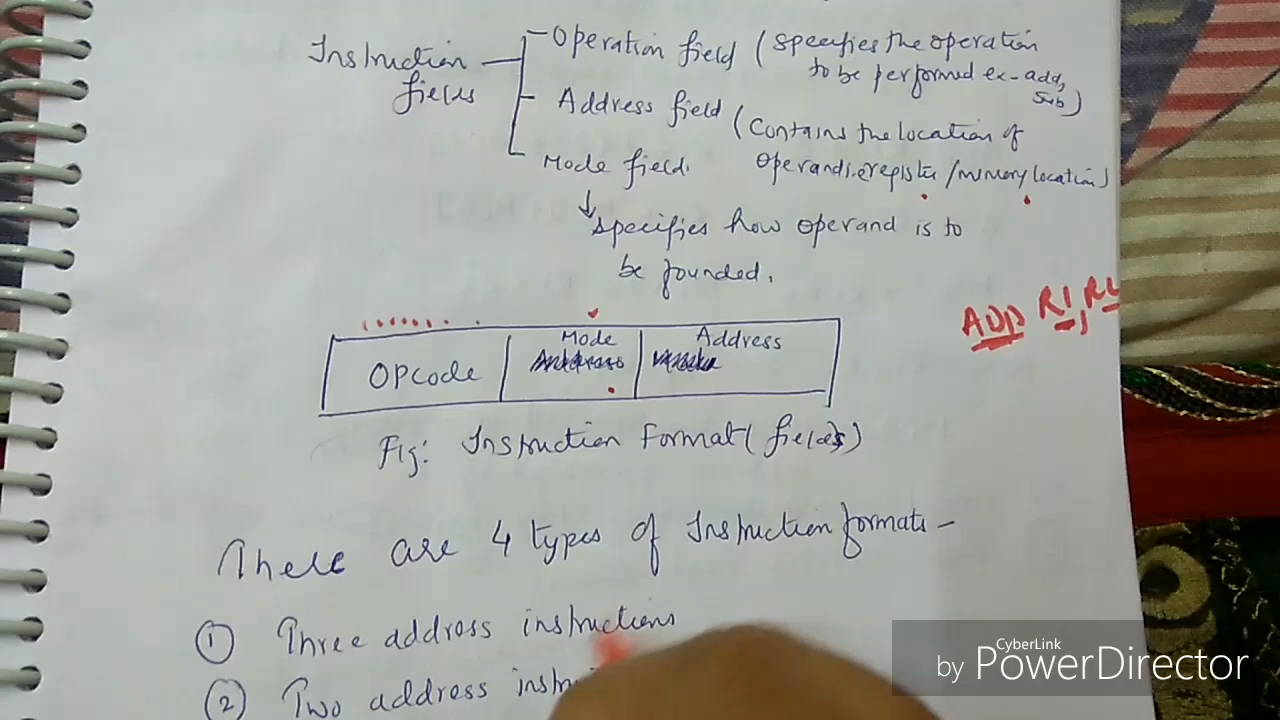 Instruction fields
Operation field (specifies the operation
to be performed ex- add,
sub)
Address field (Contains the location of
operand i.e register / memory location)
Mode field.
↓ specifies how operand is to
be founded.
ADD R1, R2
OPcode
Mode
Address
Fig: Instruction Format (fields)
There are 4 types of Instruction formats -
① Three address instructions
② Two address
CyberLink
by PowerDirector